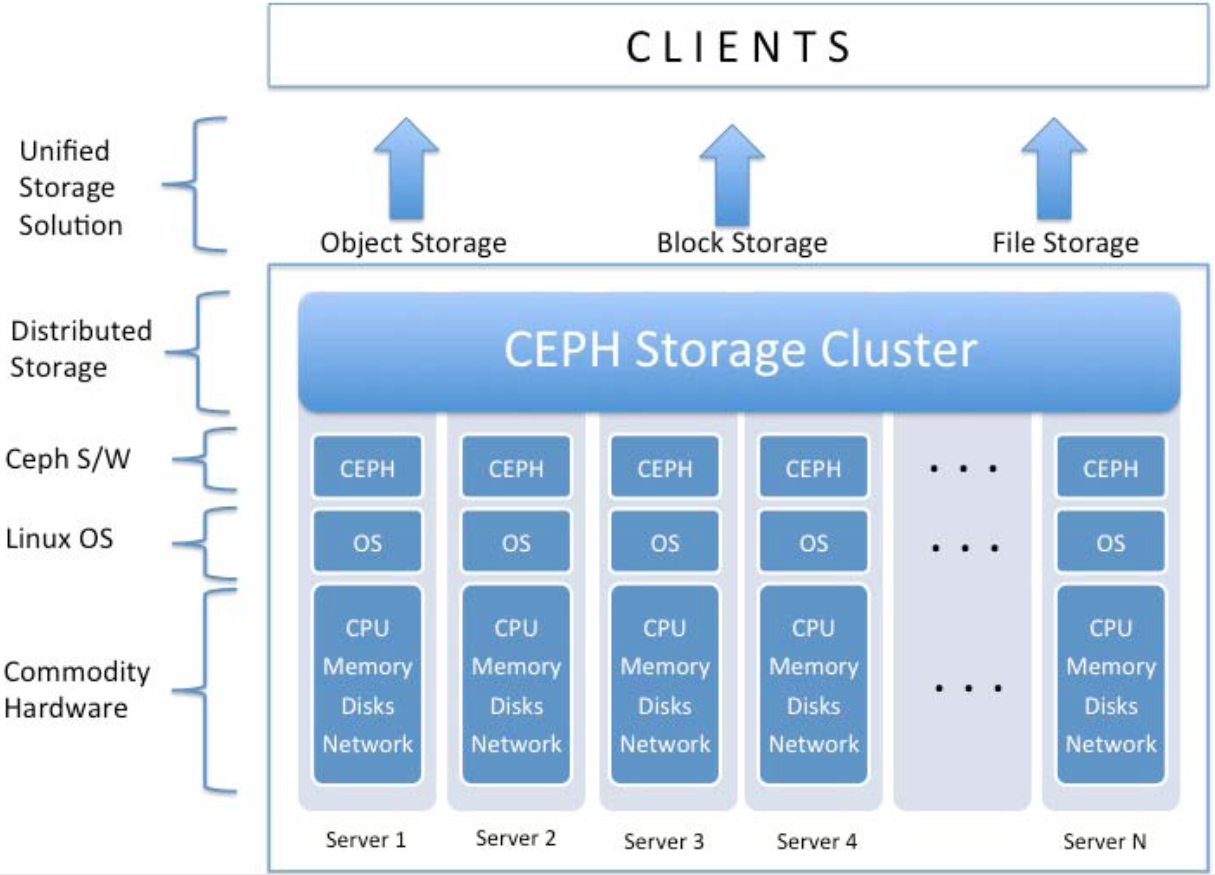 C L I E N T S
Unified
Storage
Solution
Object Storage
Block Storage
File Storage
Distributed
Storage
CEPH Storage Cluster
Ceph S/W
CEPH
CEPH
CEPH
CEPH
. . .
CEPH
Linux OS
OS
OS
OS
OS
. . .
OS
Commodity
Hardware
CPU
Memory
Disks
Network
CPU
Memory
Disks
Network
CPU
Memory
Disks
Network
CPU
Memory
Disks
Network
. . .
CPU
Memory
Disks
Network
Server 1
Server 2
Server 3
Server 4
Server N